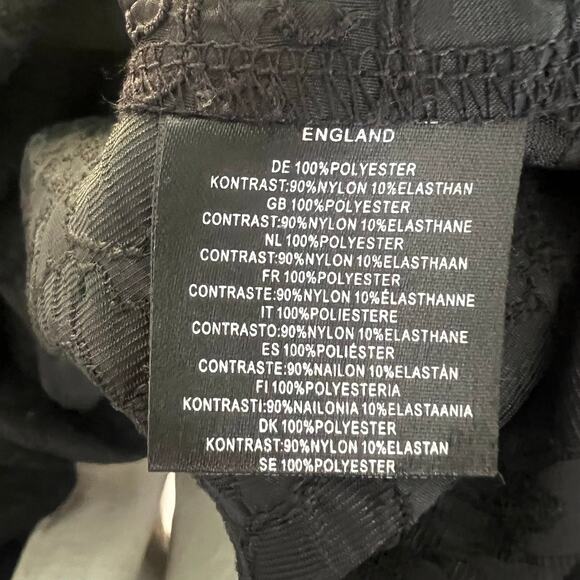 ENGLAND
DE 100%POLYESTER
KONTRAST:90%NYLON 10%ELASTHAN
GB 100%POLYESTER
CONTRAST:90%NYLON 10%ELASTHANE
NL 100%POLYESTER
CONTRAST:90%NYLON 10%ELASTHAAN
FR 100%POLYESTER
CONTRASTE:90%NYLON 10%ÉLASTHANNE
IT 100%POLIESTERE
CONTRASTO:90%NYLON 10%ELASTHANE
ES 100%POLIÉSTER
CONTRASTE:90%NAILON 10%ELASTÁN
FI 100%POLYESTERIA
KONTRASTI:90%NAILONIA 10%ELASTAANIA
DK 100%POLYESTER
KONTRAST:90%NYLON 10%ELASTAN
SE 100%POLYESTER